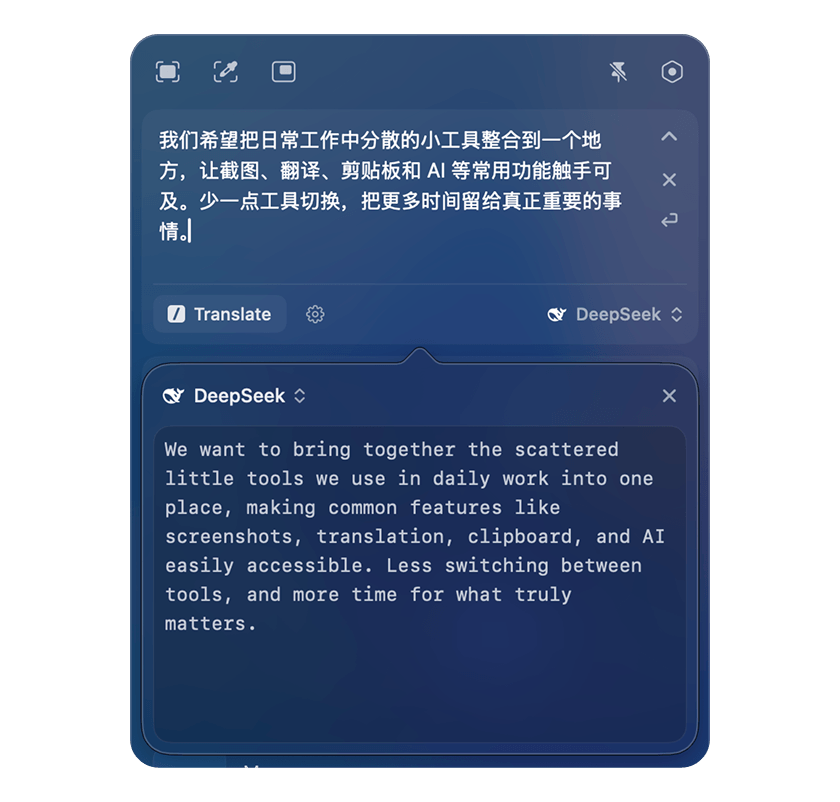 我们希望把日常工作中分散的小工具整合到一个地
方，让截图、翻译、剪贴板和 AI 等常用功能触手可
及。少一点工具切换，把更多时间留给真正重要的事
情。
Translate
DeepSeek
DeepSeek
We want to bring together the scattered
little tools we use in daily work into one
place, making common features like
screenshots, translation, clipboard, and AI
easily accessible. Less switching between
tools, and more time for what truly
matters.